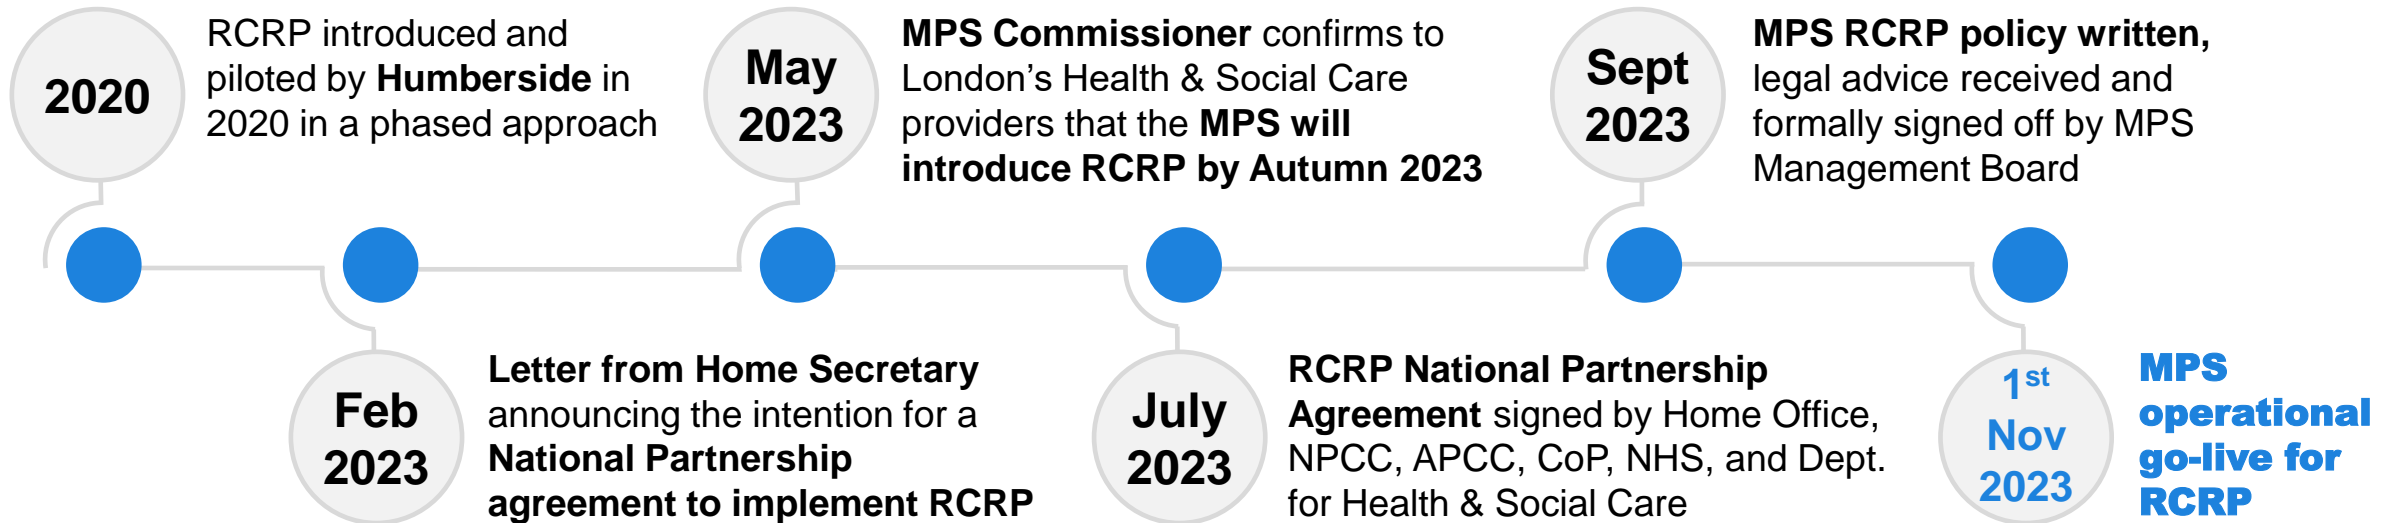 2020
RCRP introduced and
piloted by Humberside in
2020 in a phased approach
Feb
2023
Letter from Home Secretary
announcing the intention for a
National Partnership
agreement to implement RCRP
May
2023
MPS Commissioner confirms to
London’s Health & Social Care
providers that the MPS will
introduce RCRP by Autumn 2023
July
2023
RCRP National Partnership
Agreement signed by Home Office,
NPCC, APCC, CoP, NHS, and Dept.
for Health & Social Care
Sept
2023
MPS RCRP policy written,
legal advice received and
formally signed off by MPS
Management Board
1st
Nov
2023
MPS
operational
go-live for
RCRP